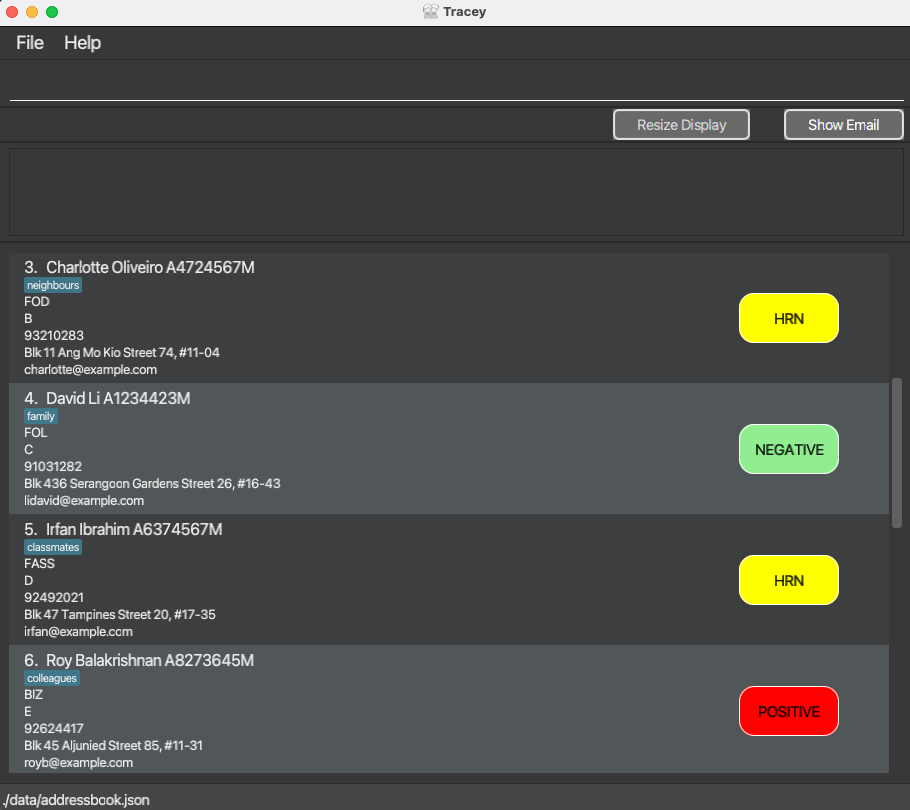 Tracey
File Help
Resize Display Show Email
3. Charlotte Oliveiro A4724567M
neighbours
FOD
B
93210283
Blk 11 Ang Mo Kio Street 74, #11-04
charlotte@example.com
HRN
4. David Li A1234423M
family
FOL
C
91031282
Blk 436 Serangoon Gardens Street 26, #16-43
lidavid@example.com
NEGATIVE
5. Irfan Ibrahim A6374567M
classmates
FASS
D
92492021
Blk 47 Tampines Street 20, #17-35
irfan@example.com
HRN
6. Roy Balakrishnan A8273645M
colleagues
BIZ
E
92624417
Blk 45 Aljunied Street 85, #11-31
royb@example.com
POSITIVE
./data/addressbook.json